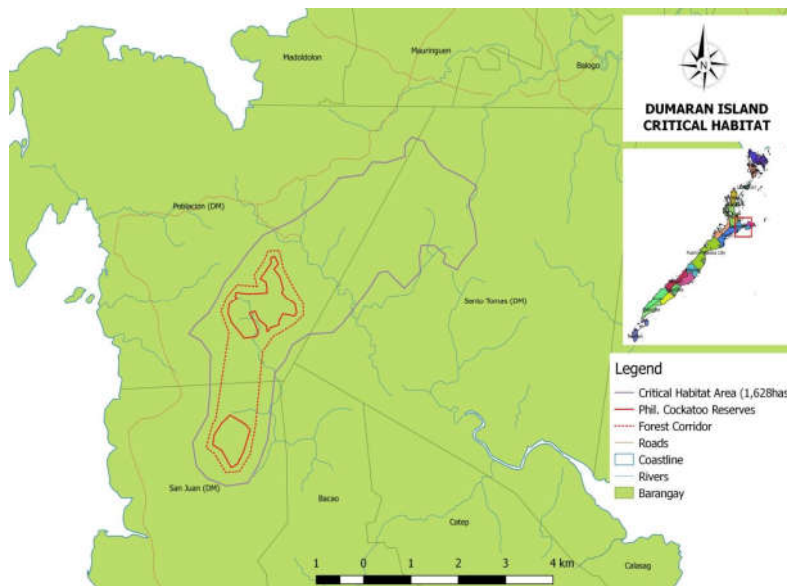 Maringuen
Madoldolon
Balogo
N
DUMARAN ISLAND
CRITICAL HABITAT
Poblacion (DM)
Santo Tomas (DM)
Legend
Critical Habitat Area (1,628has
Phil. Cockatoo Reserves
Forest Corridor
Roads
Coastline
Rivers
Barangay
San Juan (DM)
Bacao
Catep
Calasag
1 0 1 2 3 4 km